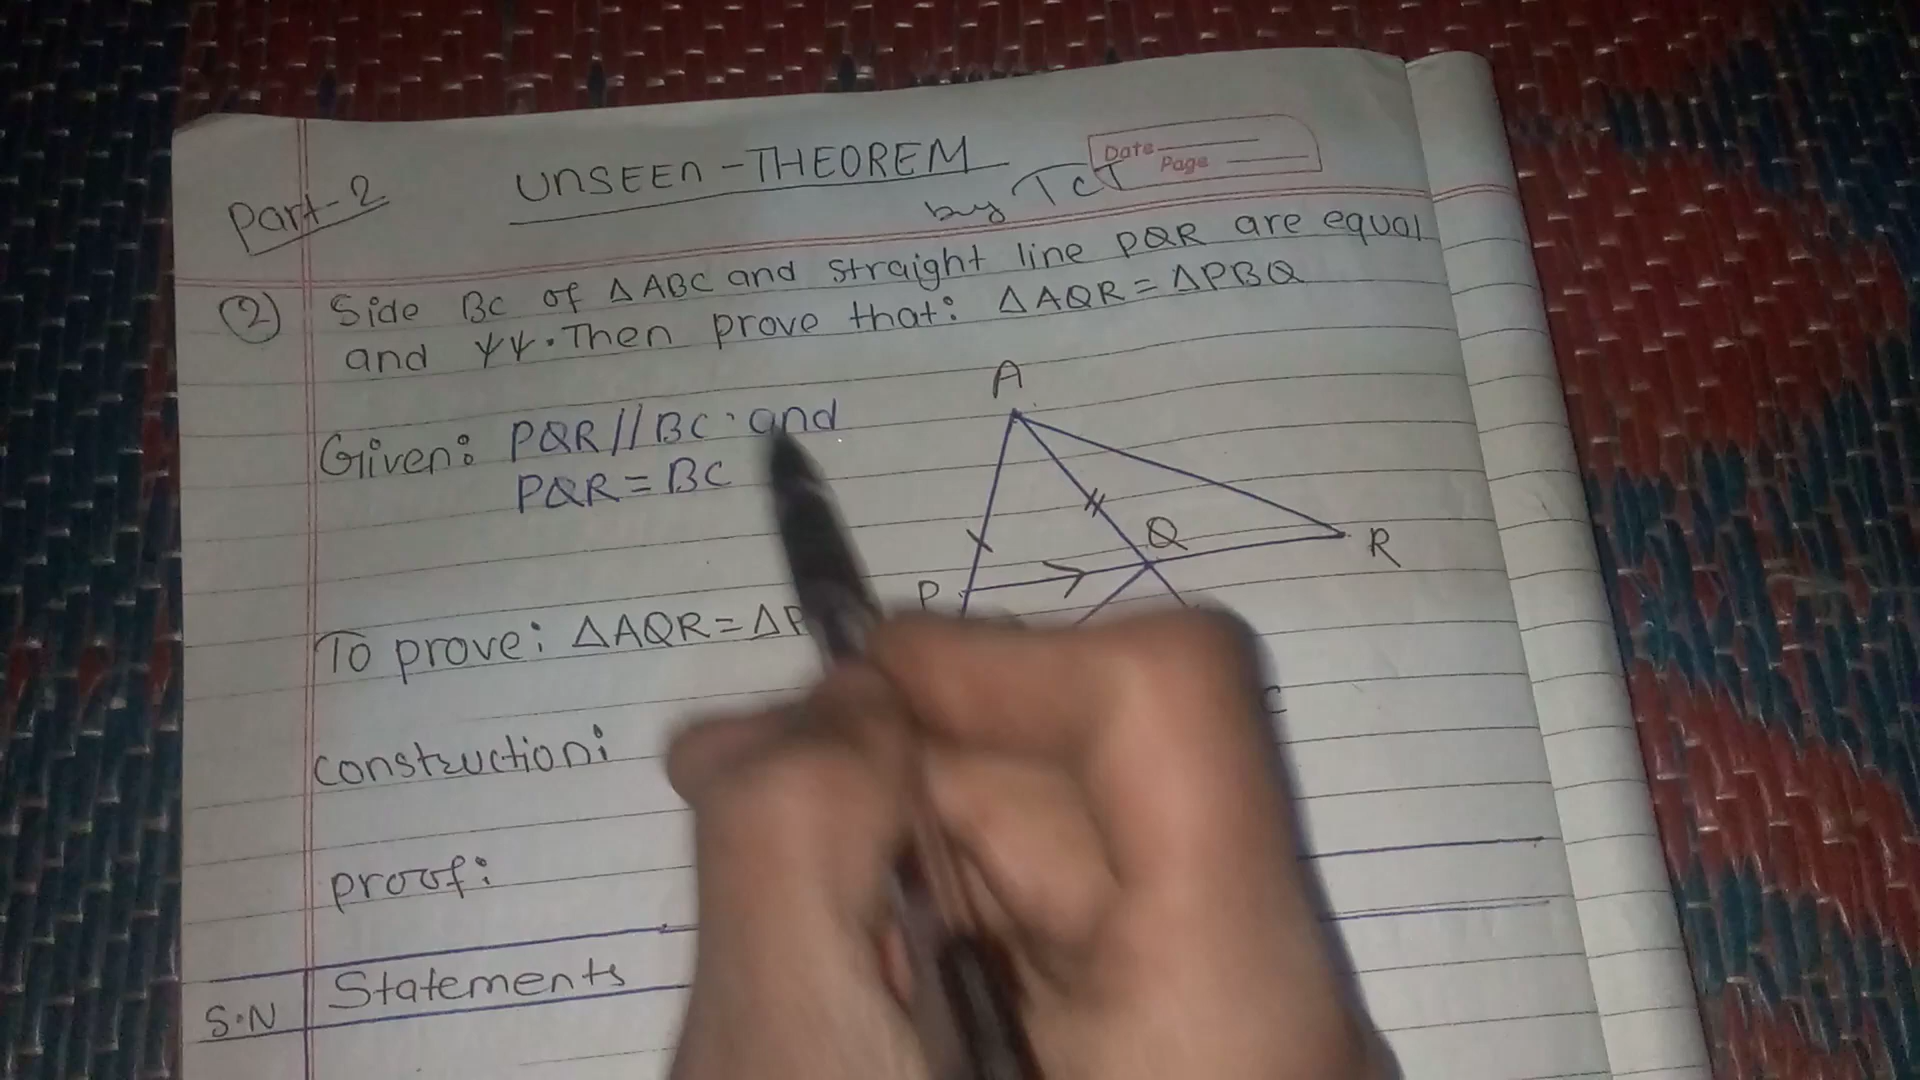 Part-2
UNSEEN-THEOREM
by TCT
Date
Page
② Side BC of ΔABC and straight line PQR are equal
and ΨΨ. Then prove that: ΔAQR = ΔPBQ
Given: PQR // BC and
PQR = BC
A
Q
R
P
To prove: ΔAQR = ΔP
C
construction:
proof:
S.N Statements